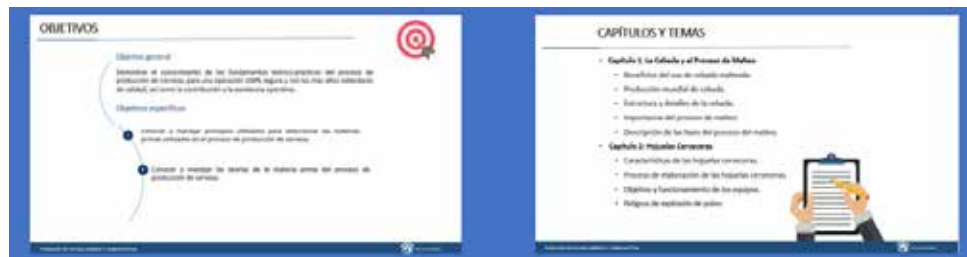 OBJETIVOS
Objetivo general
Demostrar el conocimiento de los fundamentos teórico-prácticos del proceso de
producción de cerveza, para una operación 100% segura y con los más altos estándares
de calidad, así como la contribución a la excelencia operativa.
Objetivos específicos
Conocer y manejar principios utilizados para seleccionar las materias
primas utilizadas en el proceso de producción de cerveza.
Conocer y manejar las teorías de la materia prima del proceso de
producción de cerveza.
CAPÍTULOS Y TEMAS
Capítulo 1: La Cebada y el Proceso de Malteo
Beneficios del uso de cebada malteada.
Producción mundial de cebada.
Estructura y detalles de la cebada.
Importancia del proceso de malteo.
Descripción de las fases del proceso del malteo.
Capítulo 2: Hojuelas Cerveceras
Características de las hojuelas cerveceras.
Proceso de elaboración de las hojuelas cerveceras.
Objetivo y funcionamiento de los equipos.
Peligros de explosión de polvo.